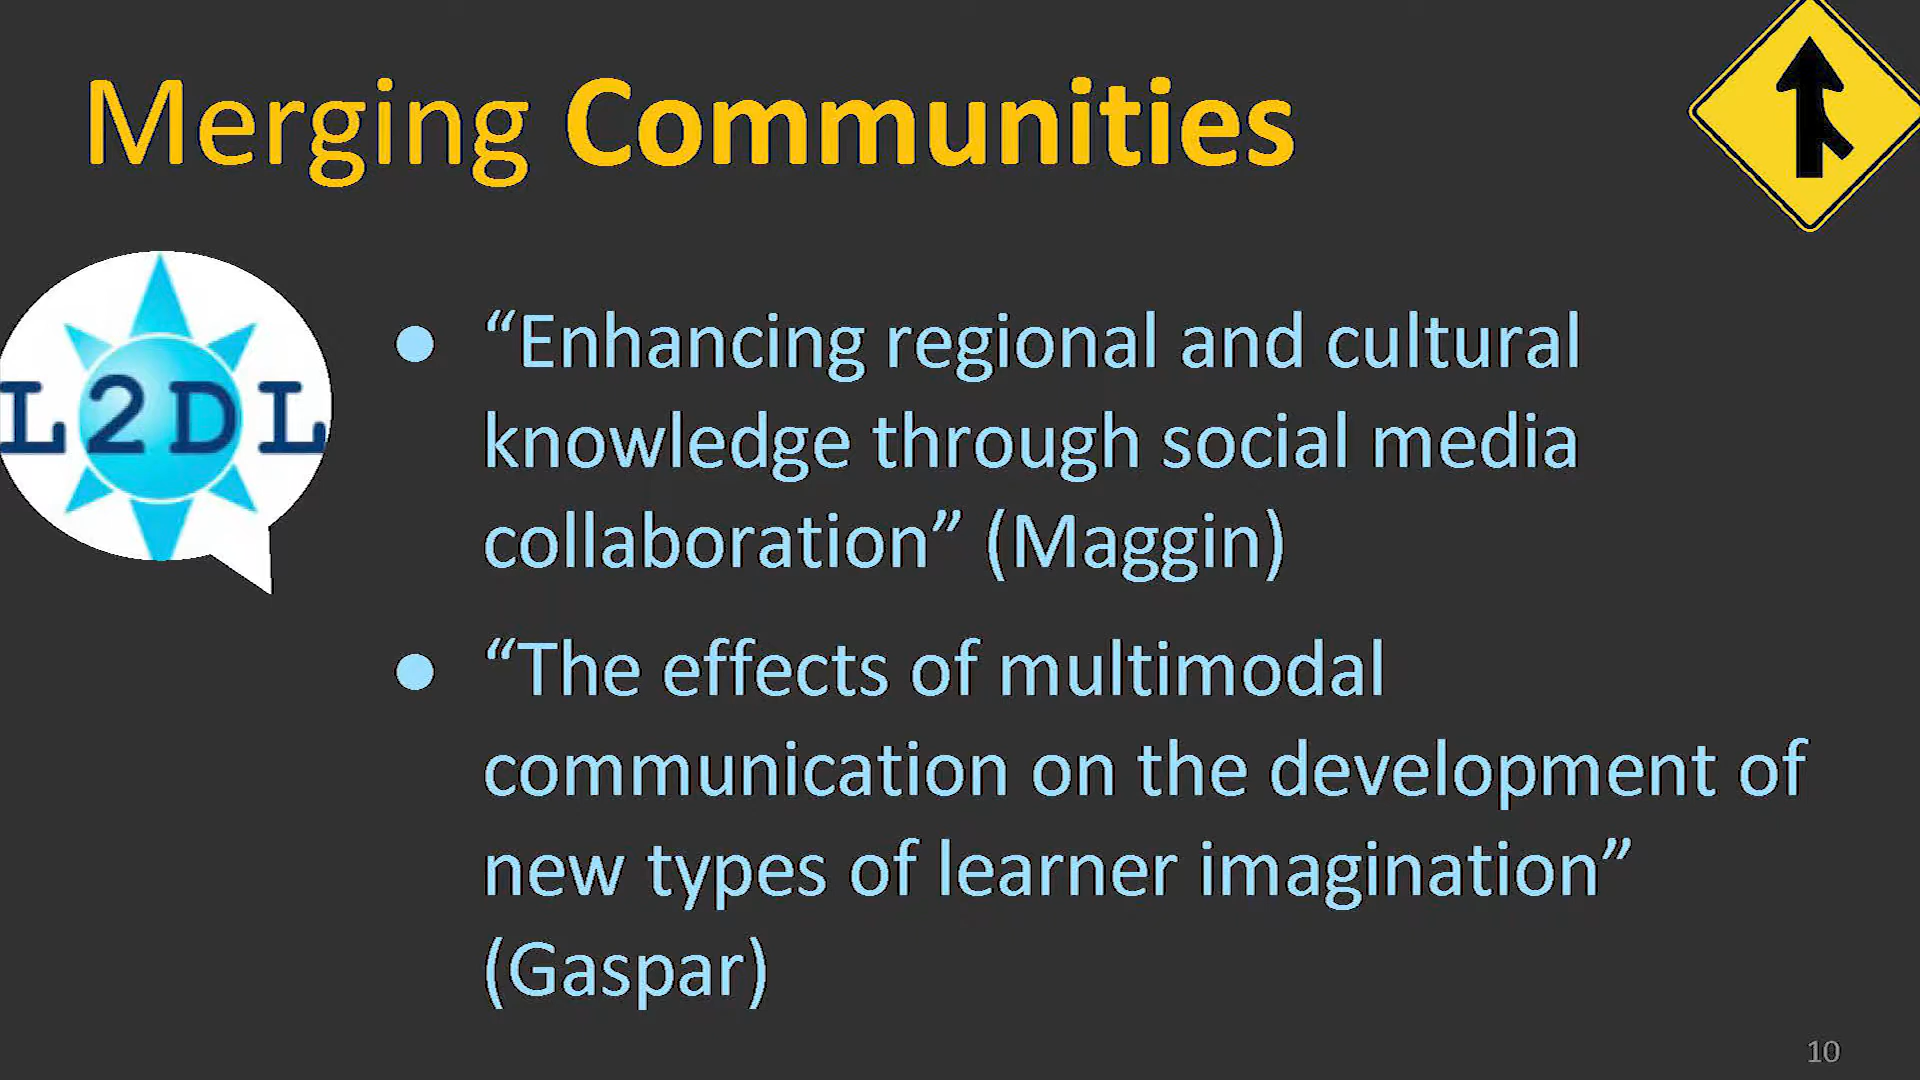 Merging Communities
L2DL
● “Enhancing regional and cultural
knowledge through social media
collaboration” (Maggin)
● “The effects of multimodal
communication on the development of
new types of learner imagination”
(Gaspar)
10